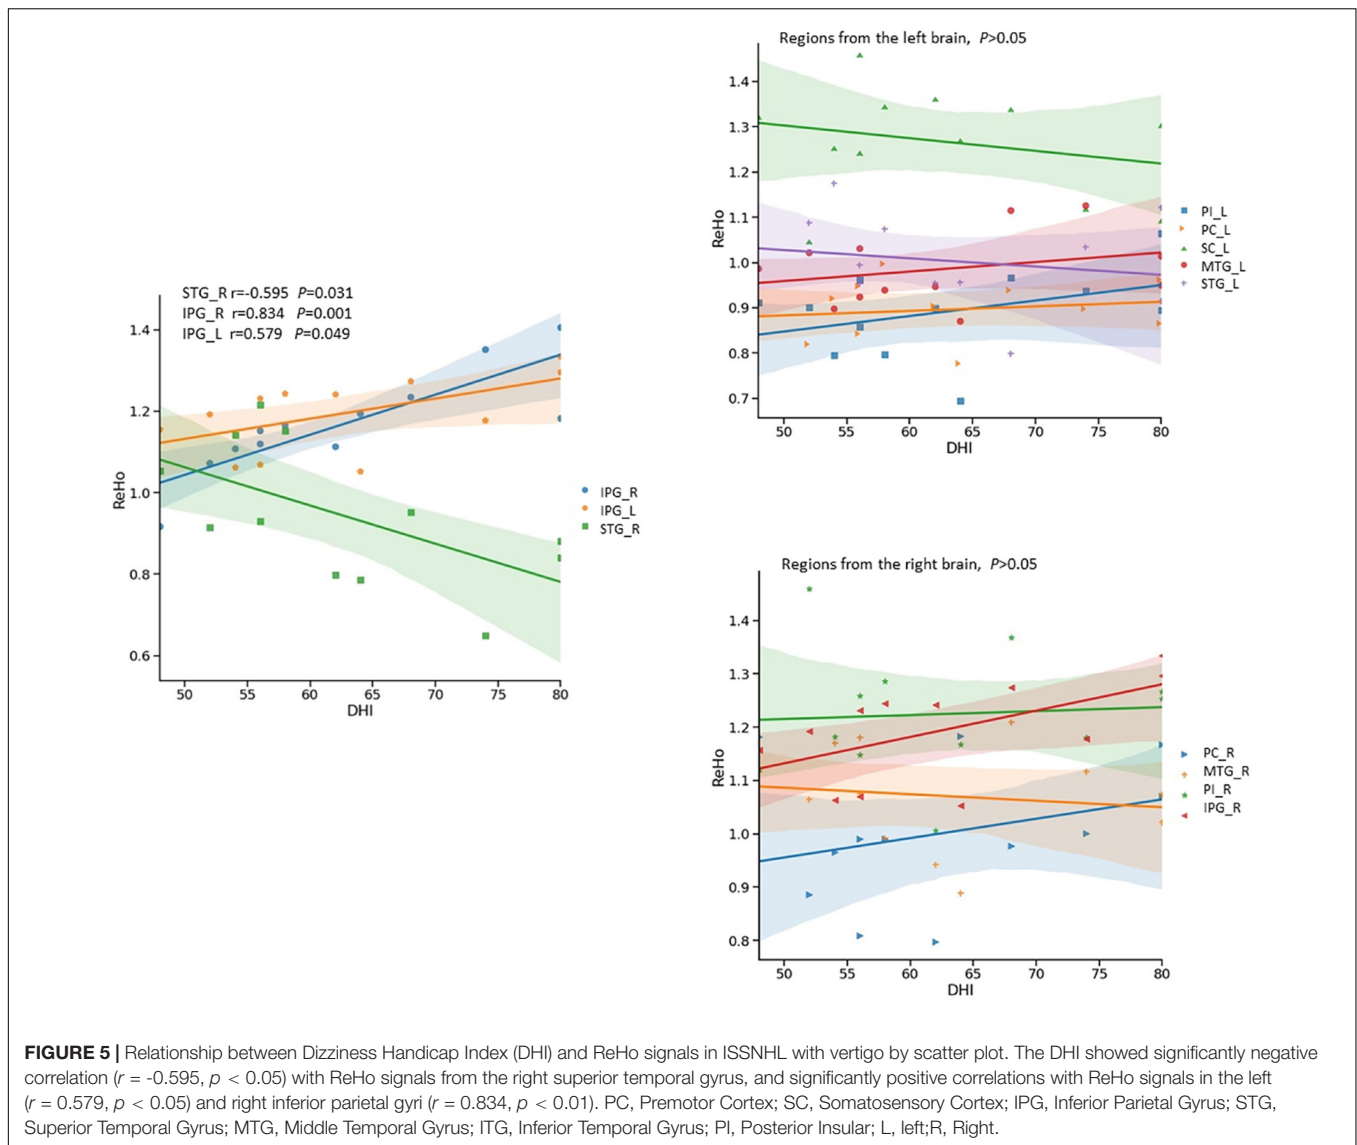 STG_R r=-0.595 P=0.031
IPG_R r=0.834 P=0.001
IPG_L r=0.579 P=0.049
1.4
1.2
1.0
0.8
0.6
ReHo
50 55 60 65 70 75 80
DHI
IPG_R
IPG_L
STG_R
Regions from the left brain, P>0.05
1.4
1.3
1.2
1.1
1.0
0.9
0.8
0.7
ReHo
50 55 60 65 70 75 80
DHI
PI_L
PC_L
SC_L
MTG_L
STG_L
Regions from the right brain, P>0.05
1.4
1.3
1.2
1.1
1.0
0.9
0.8
ReHo
50 55 60 65 70 75 80
DHI
PC_R
MTG_R
PI_R
IPG_R
FIGURE 5 | Relationship between Dizziness Handicap Index (DHI) and ReHo signals in ISSNHL with vertigo by scatter plot. The DHI showed significantly negative
correlation (r = -0.595, p < 0.05) with ReHo signals from the right superior temporal gyrus, and significantly positive correlations with ReHo signals in the left
(r = 0.579, p < 0.05) and right inferior parietal gyri (r = 0.834, p < 0.01). PC, Premotor Cortex; SC, Somatosensory Cortex; IPG, Inferior Parietal Gyrus; STG,
Superior Temporal Gyrus; MTG, Middle Temporal Gyrus; ITG, Inferior Temporal Gyrus; PI, Posterior Insular; L, left;R, Right.